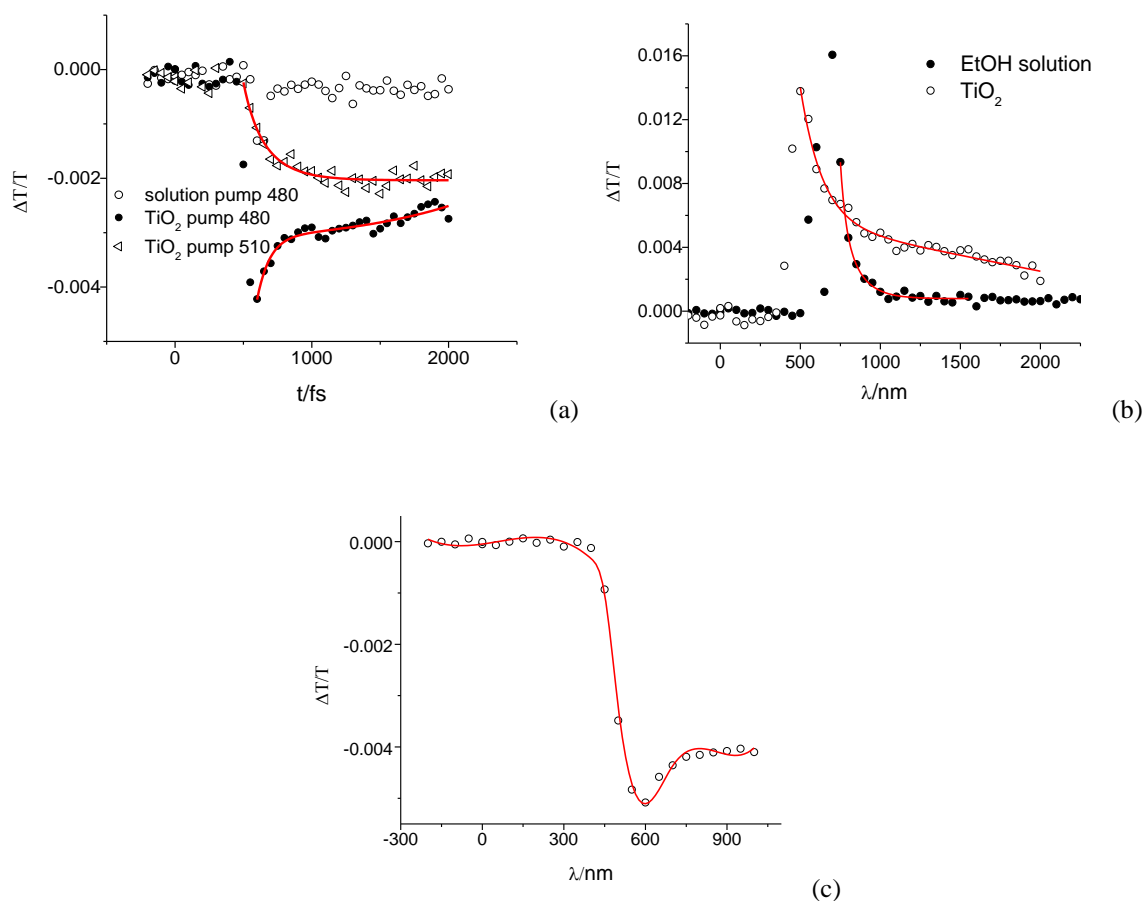 0.000
-0.002
-0.004
ΔT/T
○ solution pump 480
● TiO₂ pump 480
◁ TiO₂ pump 510
0 1000 2000
t/fs
(a)
0.016
0.012
0.008
0.004
0.000
ΔT/T
● EtOH solution
○ TiO₂
0 500 1000 1500 2000
λ/nm
(b)
0.000
-0.002
-0.004
ΔT/T
-300 0 300 600 900
λ/nm
(c)